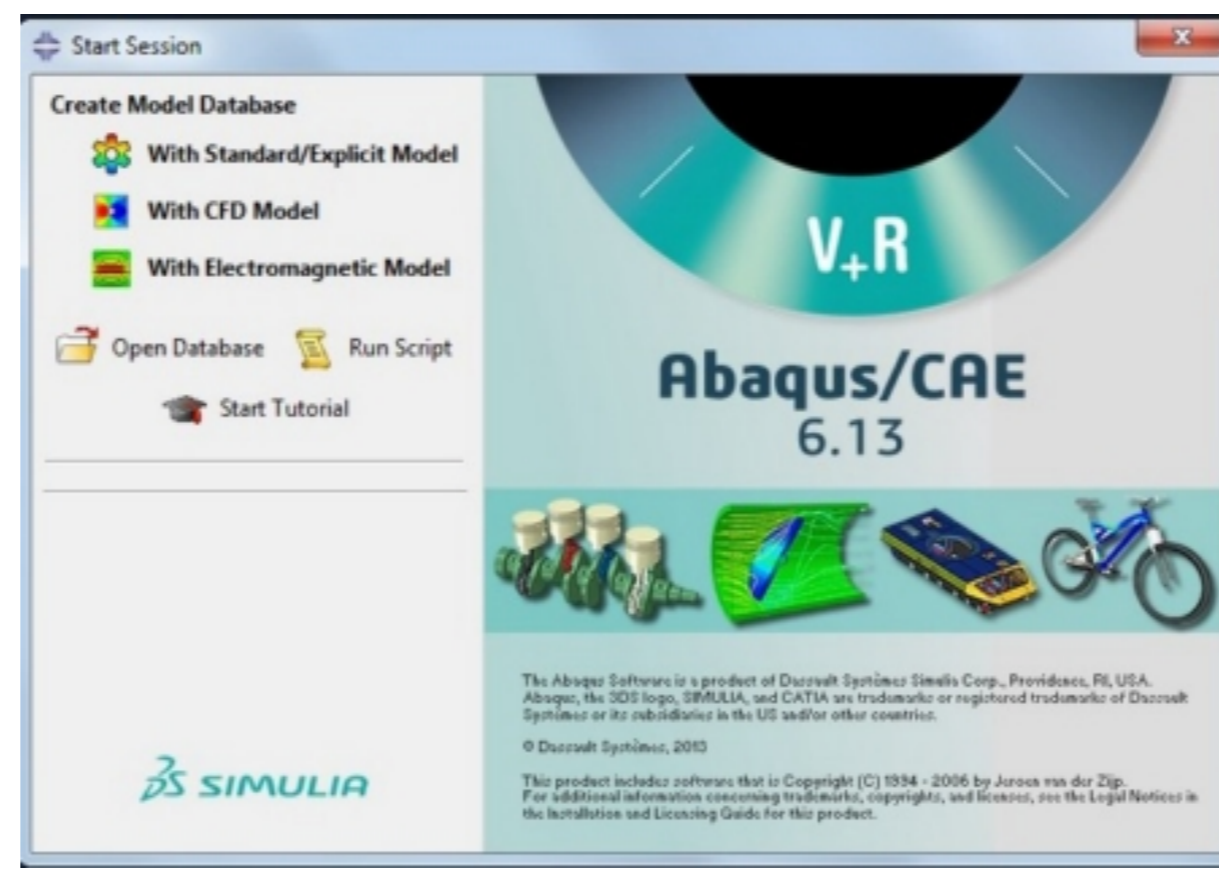 Start Session
Create Model Database
With Standard/Explicit Model
With CFD Model
With Electromagnetic Model
Open Database
Run Script
Start Tutorial
3DS SIMULIA
V+R
Abaqus/CAE
6.13
The Abaqus Software is a product of Dassault Systèmes Simulia Corp., Providence, RI, USA.
Abaqus, the 3DS logo, SIMULIA, and CATIA are trademarks or registered trademarks of Dassault
Systèmes or its subsidiaries in the US and/or other countries.
© Dassault Systèmes, 2013
This product includes software that is Copyright (C) 1994 - 2006 by Jeroen van der Zijp.
For additional information concerning trademarks, copyrights, and licenses, see the Legal Notices in
the Installation and Licensing Guide for this product.